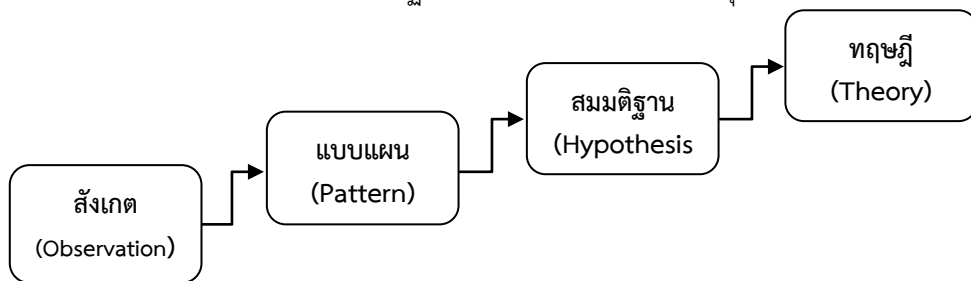 สังเกต
(Observation)
แบบแผน
(Pattern)
สมมติฐาน
(Hypothesis
ทฤษฎี
(Theory)